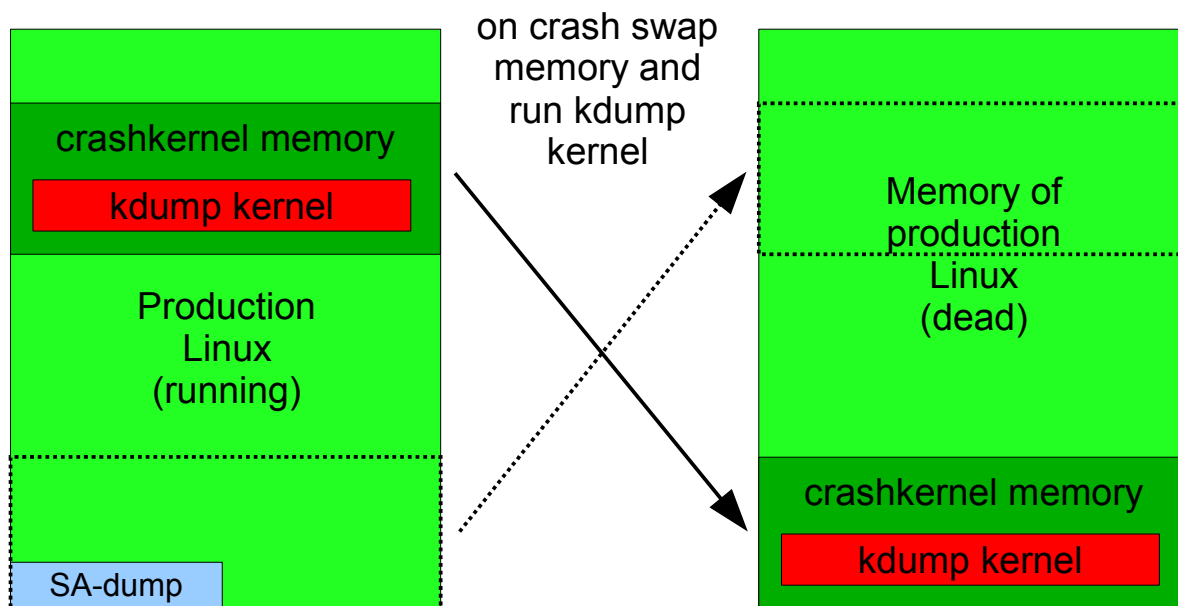 on crash swap
memory and
run kdump
kernel
crashkernel memory
kdump kernel
Production
Linux
(running)
SA-dump
Memory of
production
Linux
(dead)
crashkernel memory
kdump kernel